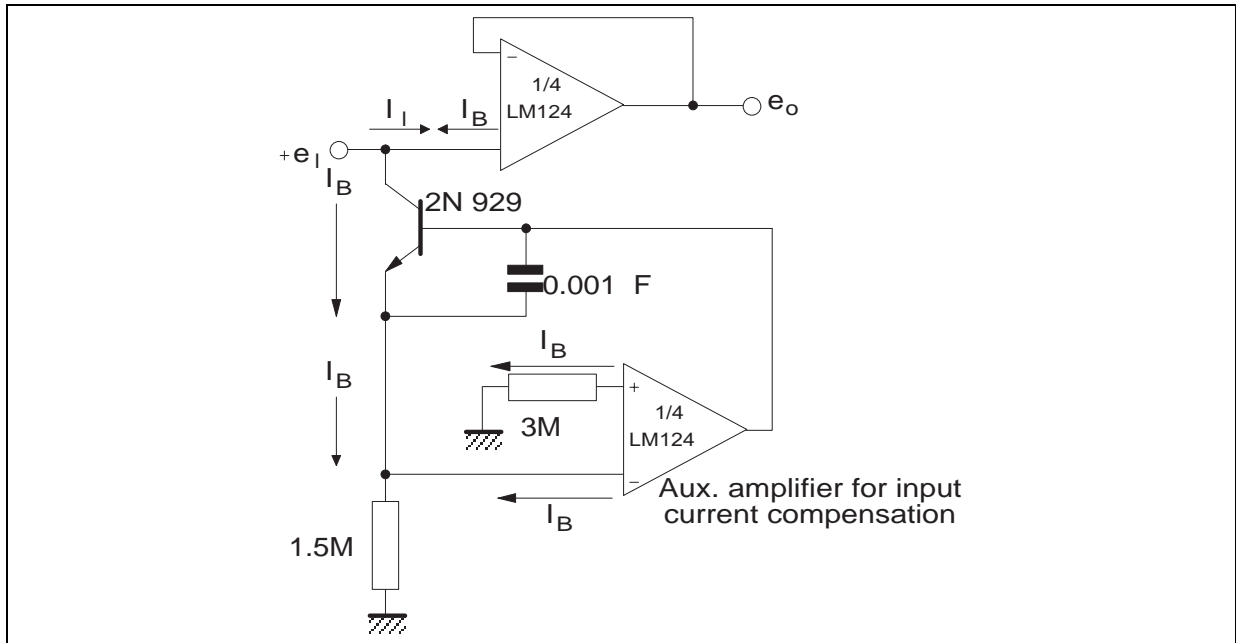 −
1/4
LM124
e o
I I
I B
+e I
I B
2N 929
0.001 F
I B
I B
+
1/4
3M
LM124
−
I B
Aux. amplifier for input
current compensation
1.5M